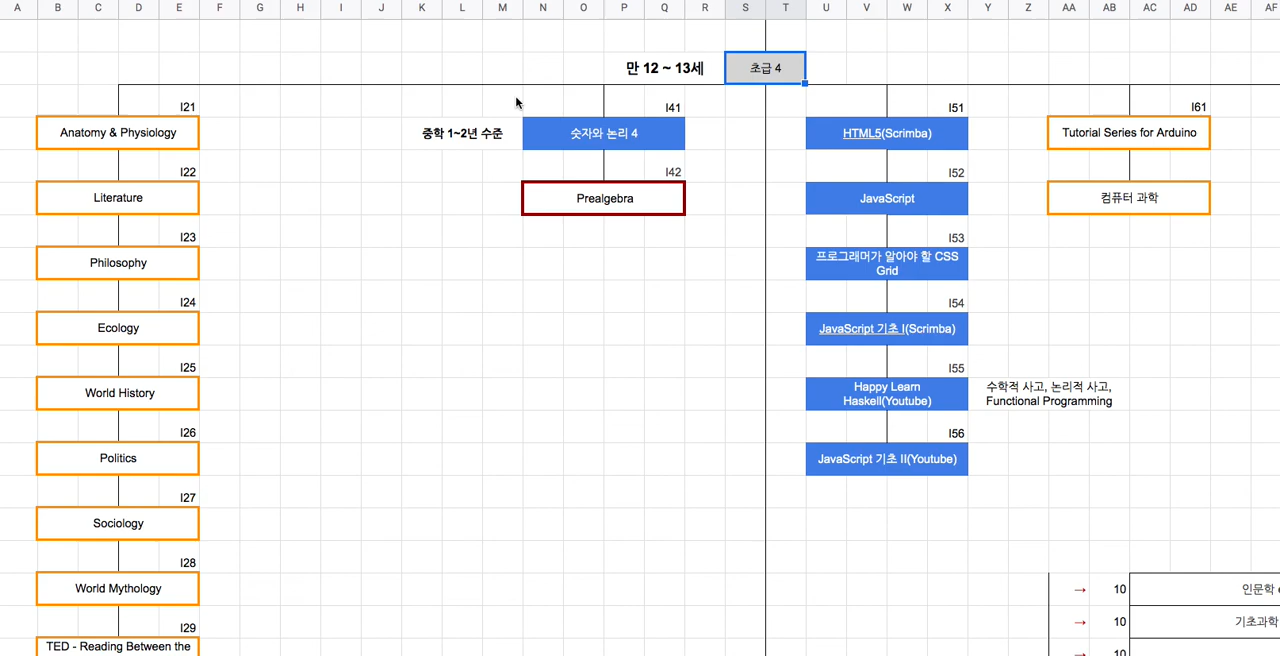 A B C D E F G H I J K L M N O P Q R S T U V W X Y Z AA AB AC AD AE AF
만 12 ~ 13세 초급 4
I21 I41 I51 I61
Anatomy & Physiology 중학 1~2년 수준 숫자와 논리 4 HTML5(Scrimba) Tutorial Series for Arduino
I22 I42 I52
Literature Prealgebra JavaScript 컴퓨터 과학
I23 I53
Philosophy 프로그래머가 알아야 할 CSS
Grid
I24 I54
Ecology JavaScript 기초 I(Scrimba)
I25 I55
World History Happy Learn 수학적 사고, 논리적 사고,
Haskell(Youtube) Functional Programming
I26 I56
Politics JavaScript 기초 II(Youtube)
I27
Sociology
I28
World Mythology → 10 인문학
I29 → 10 기초과학
TED - Reading Between the → 10